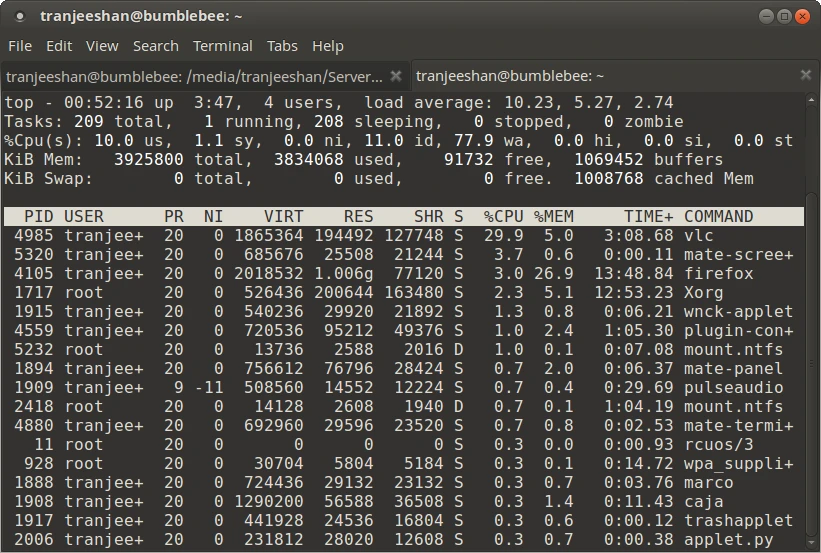 tranjeeshan@bumblebee: ~
File Edit View Search Terminal Tabs Help
tranjeeshan@bumblebee: /media/tranjeeshan/Server... tranjeeshan@bumblebee: ~
top - 00:52:16 up  3:47,  4 users,  load average: 10.23, 5.27, 2.74
Tasks: 209 total,   1 running, 208 sleeping,   0 stopped,   0 zombie
%Cpu(s): 10.0 us,  1.1 sy,  0.0 ni, 11.0 id, 77.9 wa,  0.0 hi,  0.0 si,  0.0 st
KiB Mem:   3925800 total,  3834068 used,    91732 free,  1069452 buffers
KiB Swap:        0 total,        0 used,        0 free.  1008768 cached Mem
PID USER      PR  NI    VIRT    RES    SHR S  %CPU %MEM     TIME+ COMMAND
4985 tranjee+  20   0 1865364 194492 127748 S  29.9  5.0   3:08.68 vlc
5320 tranjee+  20   0  685676  25508  21244 S   3.7  0.6   0:00.11 mate-scree+
4105 tranjee+  20   0 2018532 1.006g  77120 S   3.0 26.9  13:48.84 firefox
1717 root      20   0  526436 200644 163480 S   2.3  5.1  12:53.23 Xorg
1915 tranjee+  20   0  540236  29920  21892 S   1.3  0.8   0:06.21 wnck-applet
4559 tranjee+  20   0  720536  95212  49376 S   1.0  2.4   1:05.30 plugin-con+
5232 root      20   0   13736   2588   2016 D   1.0  0.1   0:07.08 mount.ntfs
1894 tranjee+  20   0  756612  76796  28424 S   0.7  2.0   0:06.37 mate-panel
1909 tranjee+   9 -11  508560  14552  12224 S   0.7  0.4   0:29.69 pulseaudio
2418 root      20   0   14128   2608   1940 D   0.7  0.1   1:04.19 mount.ntfs
4880 tranjee+  20   0  692960  29596  23520 S   0.7  0.8   0:02.53 mate-termi+
11 root      20   0       0      0      0 S   0.3  0.0   0:00.93 rcuos/3
928 root      20   0   30704   5804   5184 S   0.3  0.1   0:14.72 wpa_suppli+
1888 tranjee+  20   0  724436  29132  23132 S   0.3  0.7   0:03.76 marco
1908 tranjee+  20   0 1290200  56588  36508 S   0.3  1.4   0:11.43 caja
1917 tranjee+  20   0  441928  24536  16804 S   0.3  0.6   0:00.12 trashapplet
2006 tranjee+  20   0  231812  28020  12608 S   0.3  0.7   0:00.38 applet.py